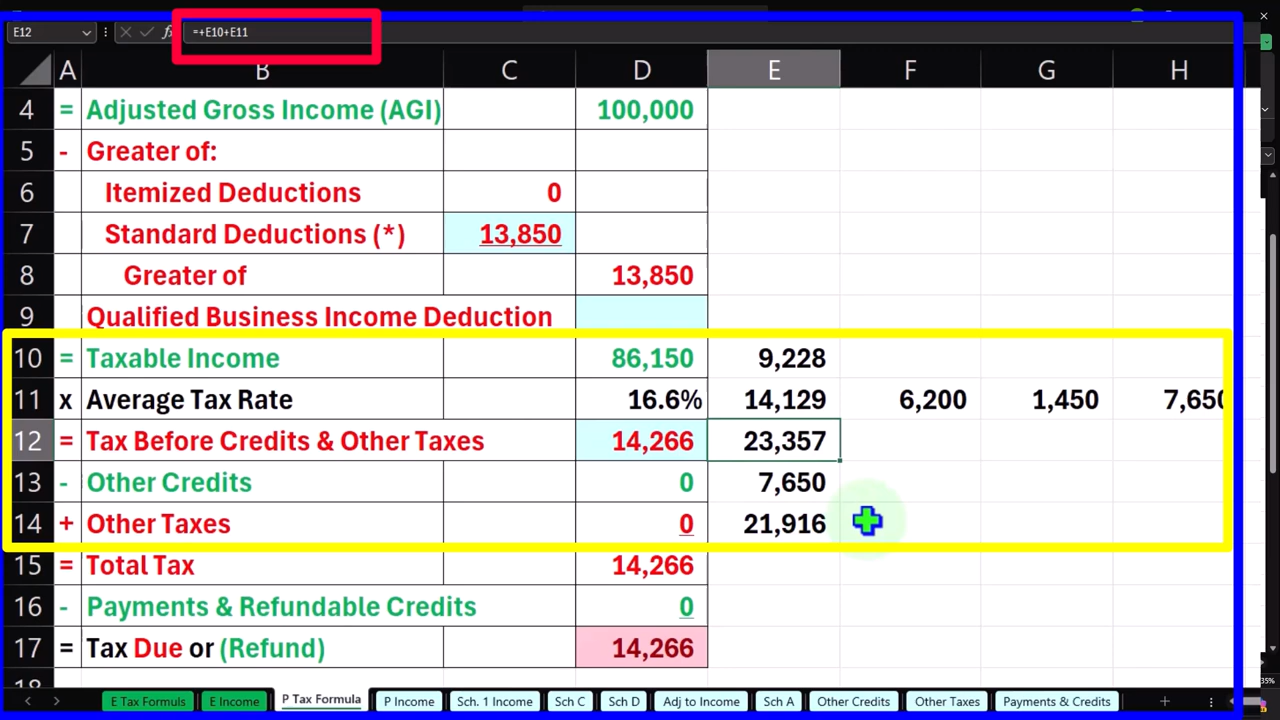 E12 fx =+E10+E11
A B C D E F G H
4 = Adjusted Gross Income (AGI) 100,000
5 - Greater of:
6 Itemized Deductions 0
7 Standard Deductions (*) 13,850
8 Greater of 13,850
9 Qualified Business Income Deduction
10 = Taxable Income 86,150 9,228
11 x Average Tax Rate 16.6% 14,129 6,200 1,450 7,650
12 = Tax Before Credits & Other Taxes 14,266 23,357
13 - Other Credits 0 7,650
14 + Other Taxes 0 21,916
15 = Total Tax 14,266
16 - Payments & Refundable Credits 0
17 = Tax Due or (Refund) 14,266
18
E Tax Formula E Income P Tax Formula P Income Sch. 1 Income Sch C Sch D Adj to Income Sch A Other Credits Other Taxes Payments & Credits